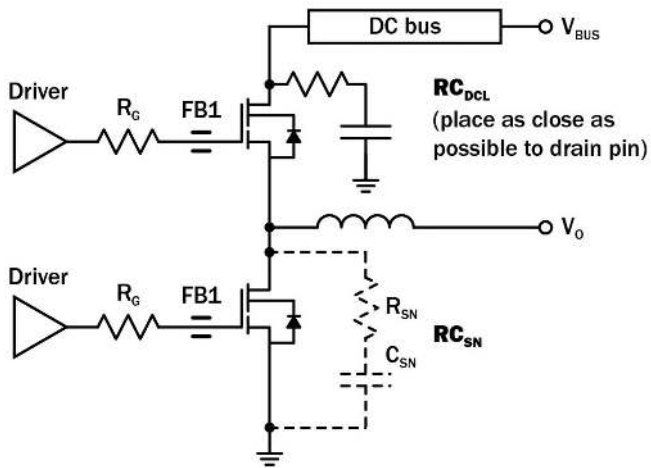 DC bus
V_BUS
Driver
R_G
FB1
RC_DCL
(place as close as
possible to drain pin)
V_O
Driver
R_G
FB1
R_SN
RC_SN
C_SN